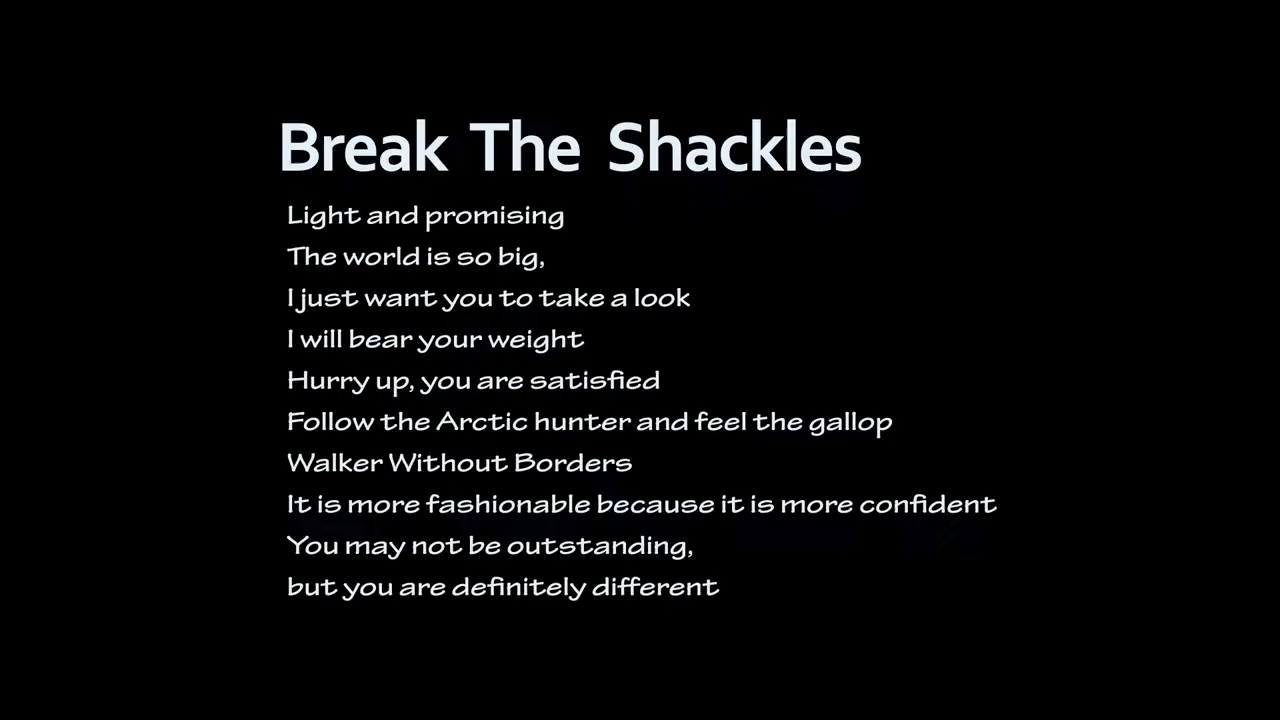 Break The Shackles
Light and promising
The world is so big,
I just want you to take a look
I will bear your weight
Hurry up, you are satisfied
Follow the Arctic hunter and feel the gallop
Walker Without Borders
It is more fashionable because it is more confident
You may not be outstanding,
but you are definitely different